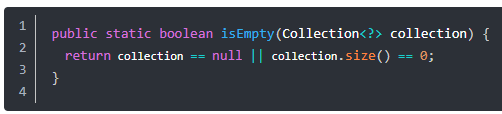 1 public static boolean isEmpty(Collection<?> collection) {
2 return collection == null || collection.size() == 0;
3 }
4